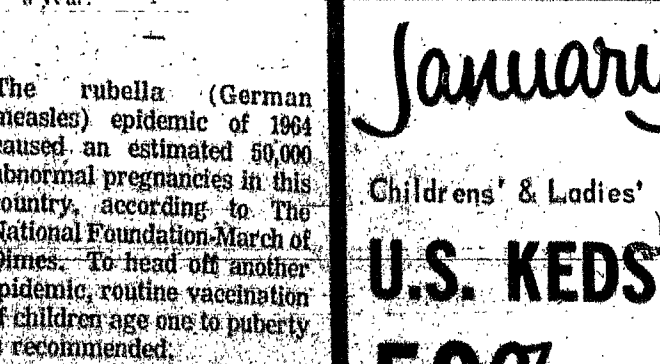 The rubella (German
measles) epidemic of 1964
caused an estimated 50,000
abnormal pregnancies in this
country, according to The
National Foundation-March of
Dimes. To head off another
epidemic, routine vaccination
of children age one to puberty
is recommended.
January
Childrens' & Ladies'
U.S. KEDS
50%